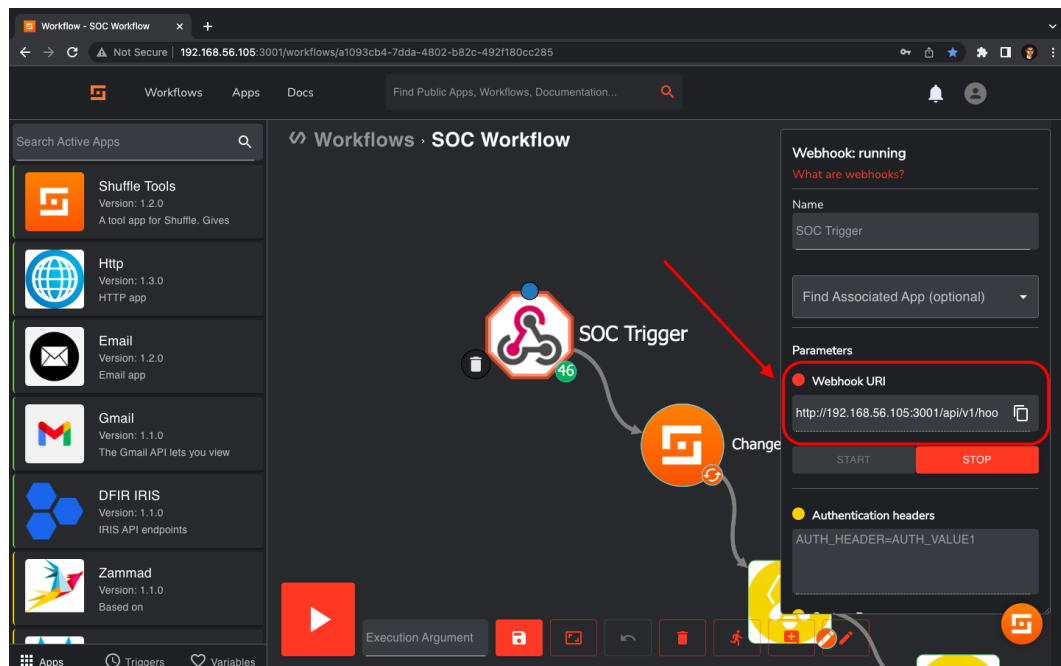 Workflow - SOC Workflow
Not Secure | 192.168.56.105:3001/workflows/a1093cb4-7dda-4802-b82c-492f180cc285
Workflows Apps Docs Find Public Apps, Workflows, Documentation...
Search Active Apps
Shuffle Tools
Version: 1.2.0
A tool app for Shuffle. Gives
Http
Version: 1.3.0
HTTP app
Email
Version: 1.2.0
Email app
Gmail
Version: 1.1.0
The Gmail API lets you view
DFIR IRIS
Version: 1.1.0
IRIS API endpoints
Zammad
Version: 1.1.0
Based on
Apps Triggers Variables
Workflows › SOC Workflow
SOC Trigger
46
Change
Execution Argument
Webhook: running
What are webhooks?
Name
SOC Trigger
Find Associated App (optional)
Parameters
Webhook URI
http://192.168.56.105:3001/api/v1/hoo
START STOP
Authentication headers
AUTH_HEADER=AUTH_VALUE1